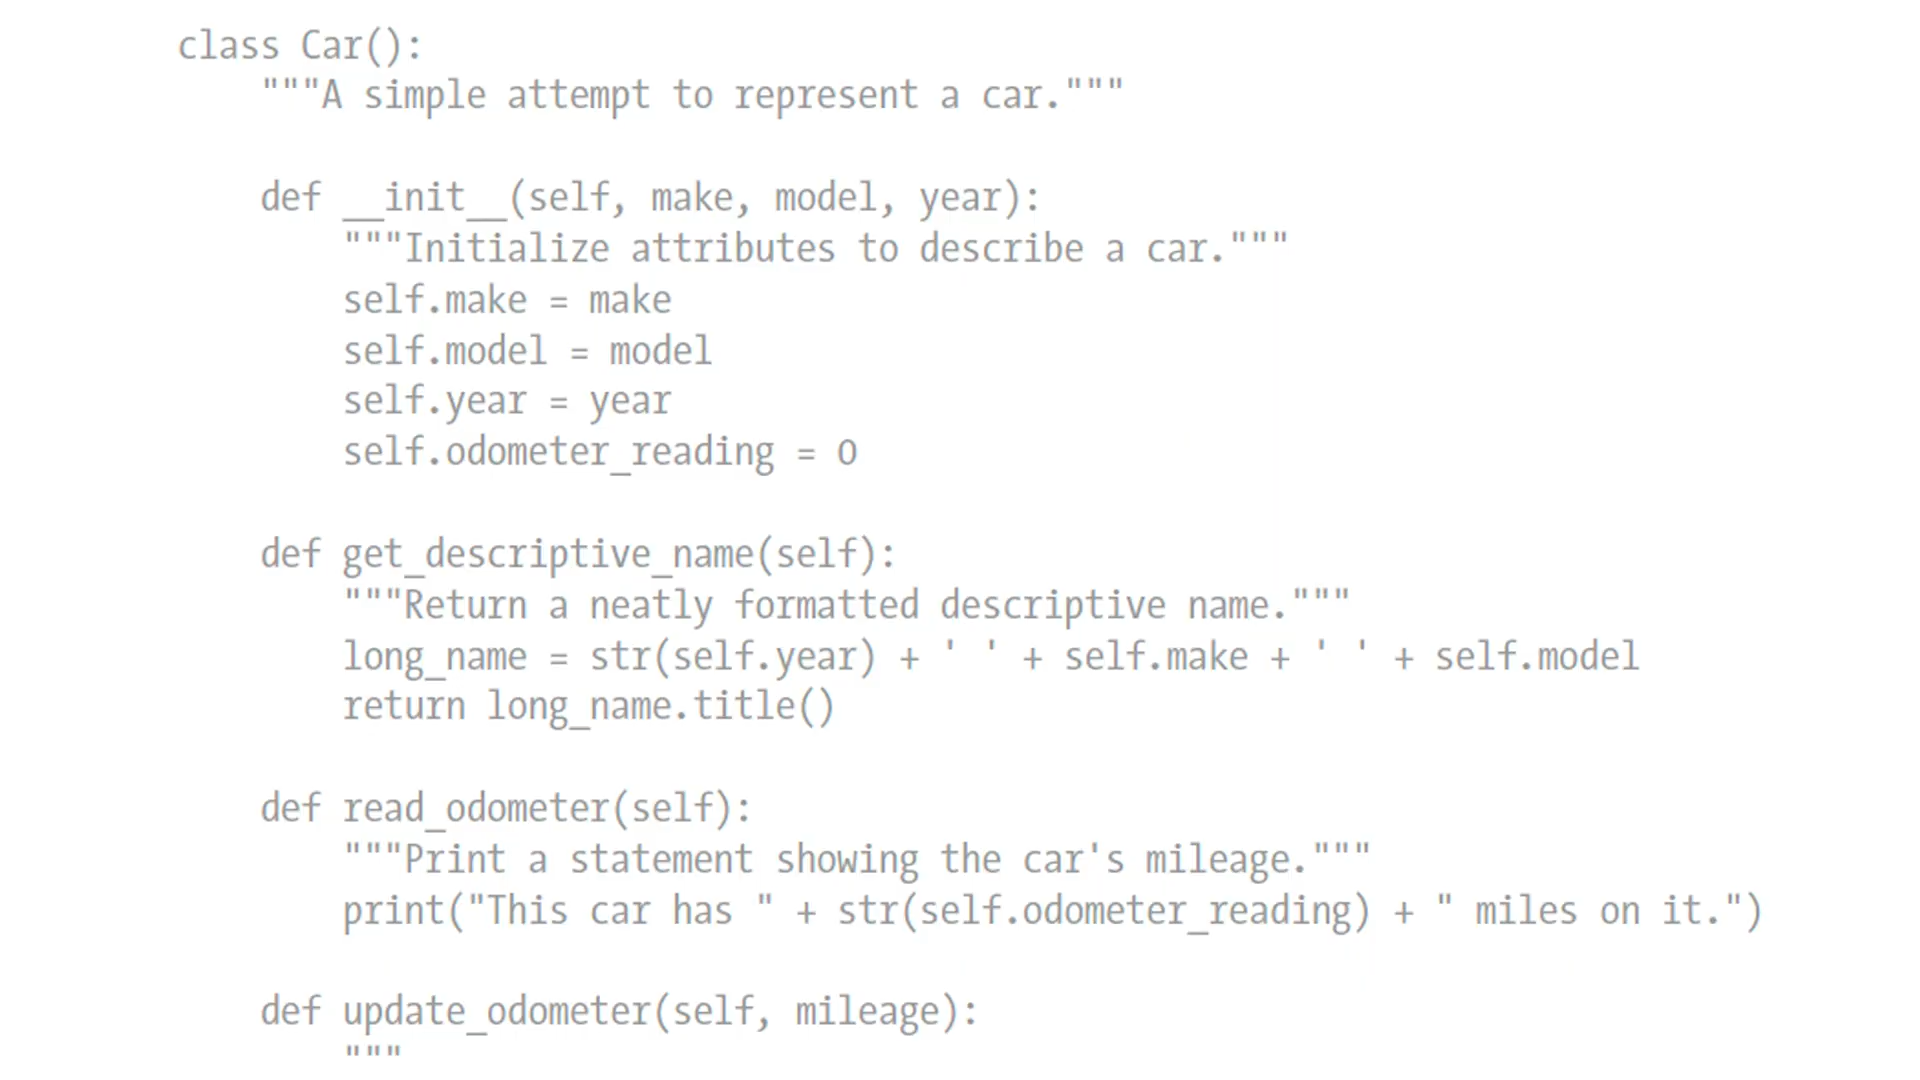 class Car():
    """A simple attempt to represent a car."""

    def __init__(self, make, model, year):
        """Initialize attributes to describe a car."""
        self.make = make
        self.model = model
        self.year = year
        self.odometer_reading = 0

    def get_descriptive_name(self):
        """Return a neatly formatted descriptive name."""
        long_name = str(self.year) + ' ' + self.make + ' ' + self.model
        return long_name.title()

    def read_odometer(self):
        """Print a statement showing the car's mileage."""
        print("This car has " + str(self.odometer_reading) + " miles on it.")

    def update_odometer(self, mileage):
        """